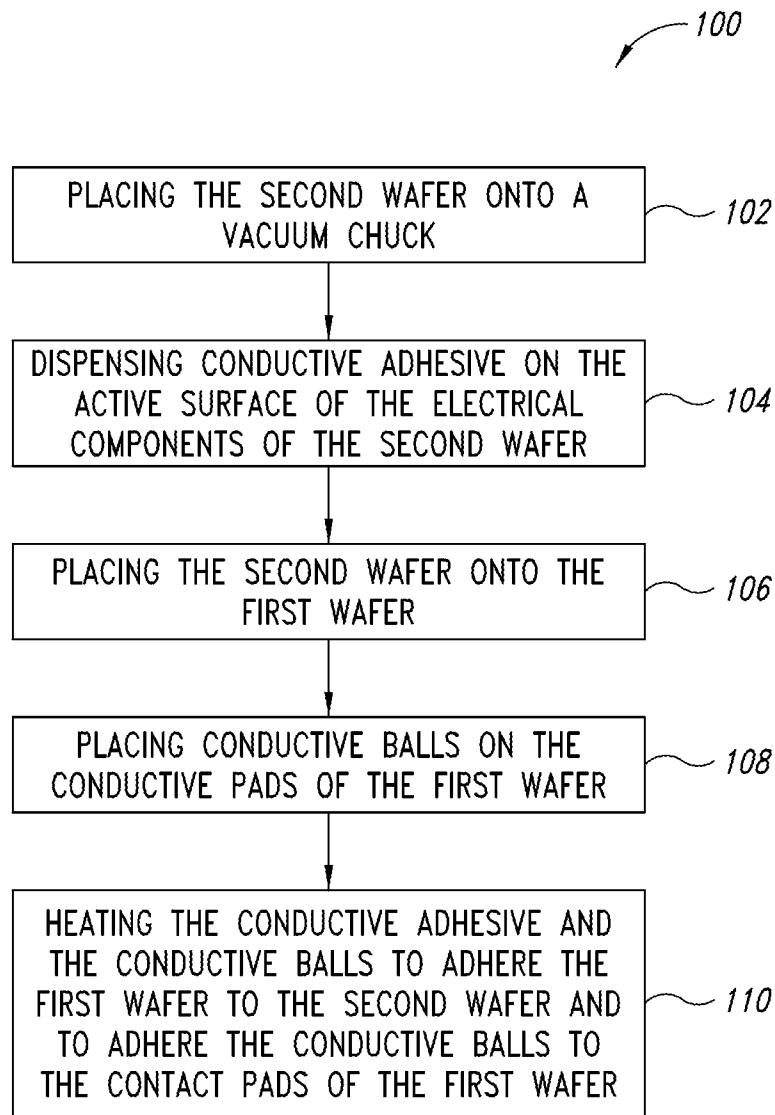 100
PLACING THE SECOND WAFER ONTO A
VACUUM CHUCK
102
DISPENSING CONDUCTIVE ADHESIVE ON THE
ACTIVE SURFACE OF THE ELECTRICAL
COMPONENTS OF THE SECOND WAFER
104
PLACING THE SECOND WAFER ONTO THE
FIRST WAFER
106
PLACING CONDUCTIVE BALLS ON THE
CONDUCTIVE PADS OF THE FIRST WAFER
108
HEATING THE CONDUCTIVE ADHESIVE AND
THE CONDUCTIVE BALLS TO ADHERE THE
FIRST WAFER TO THE SECOND WAFER AND
TO ADHERE THE CONDUCTIVE BALLS TO
THE CONTACT PADS OF THE FIRST WAFER
110